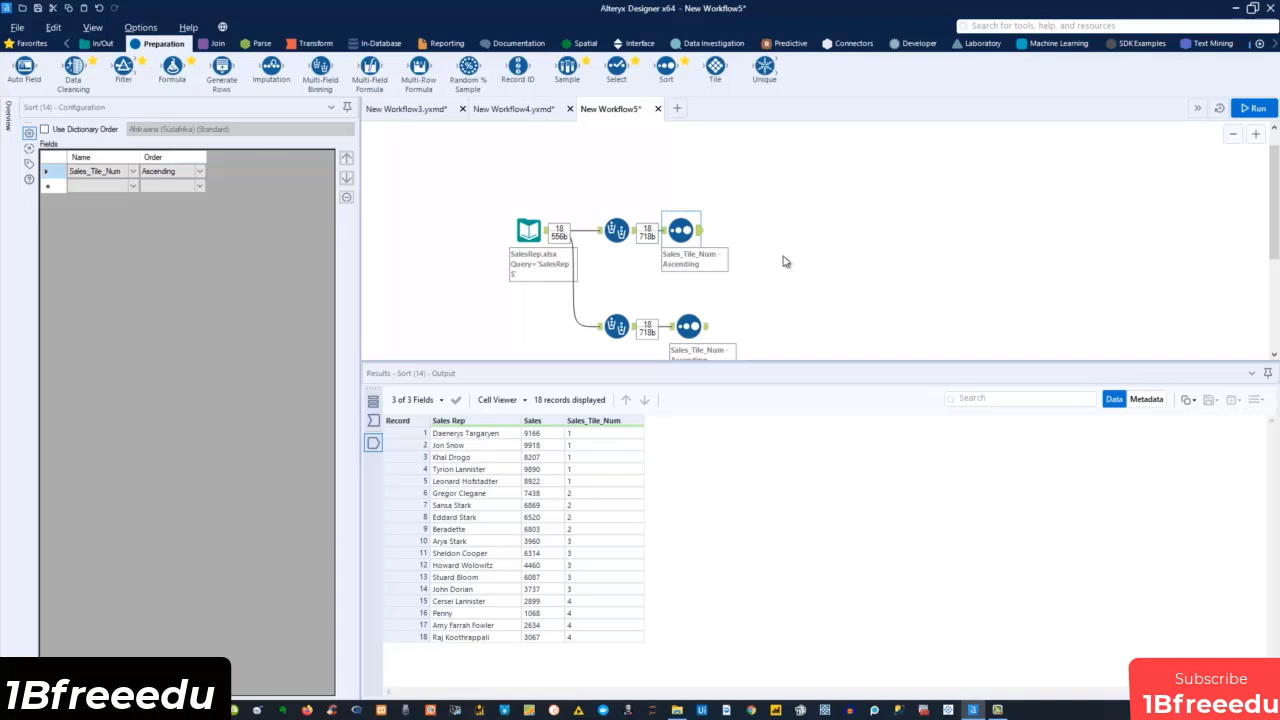 Alteryx Designer x64 - New Workflow5*
File Edit View Options Help
Search for tools, help, and resources
Favorites In/Out Preparation Join Parse Transform In-Database Reporting Documentation Spatial Interface Data Investigation Predictive Connectors Developer Laboratory Machine Learning SDK Examples Text Mining
Auto Field
Data Cleansing
Filter
Formula
Generate Rows
Imputation
Multi-Field Binning
Multi-Field Formula
Multi-Row Formula
Random % Sample
Record ID
Sample
Select
Sort
Tile
Unique
Overview
Sort (14) - Configuration
Use Dictionary Order
Afrikaans (Südafrika) (Standard)
Fields
Name Order
Sales_Tile_Num Ascending
New Workflow3.yxmd* New Workflow4.yxmd* New Workflow5*
Run
18
556b
18
718b
SalesRep.xlsx
Query=`SalesRep
$`
Sales_Tile_Num -
Ascending
18
718b
Sales_Tile_Num -
Ascending
Results - Sort (14) - Output
3 of 3 Fields Cell Viewer 18 records displayed
Search
Data Metadata
Record Sales Rep Sales Sales_Tile_Num
1 Daenerys Targaryen 9166 1
2 Jon Snow 9918 1
3 Khal Drogo 8207 1
4 Tyrion Lannister 9890 1
5 Leonard Hofstadter 8922 1
6 Gregor Clegane 7438 2
7 Sansa Stark 6869 2
8 Eddard Stark 6520 2
9 Beradette 6803 2
10 Arya Stark 3960 3
11 Sheldon Cooper 6314 3
12 Howard Wolowitz 4460 3
13 Stuard Bloom 6087 3
14 John Dorian 3737 3
15 Cersei Lannister 2899 4
16 Penny 1068 4
17 Amy Farrah Fowler 2634 4
18 Raj Koothrappali 3067 4
1Bfreeedu
Subscribe
1Bfreeedu